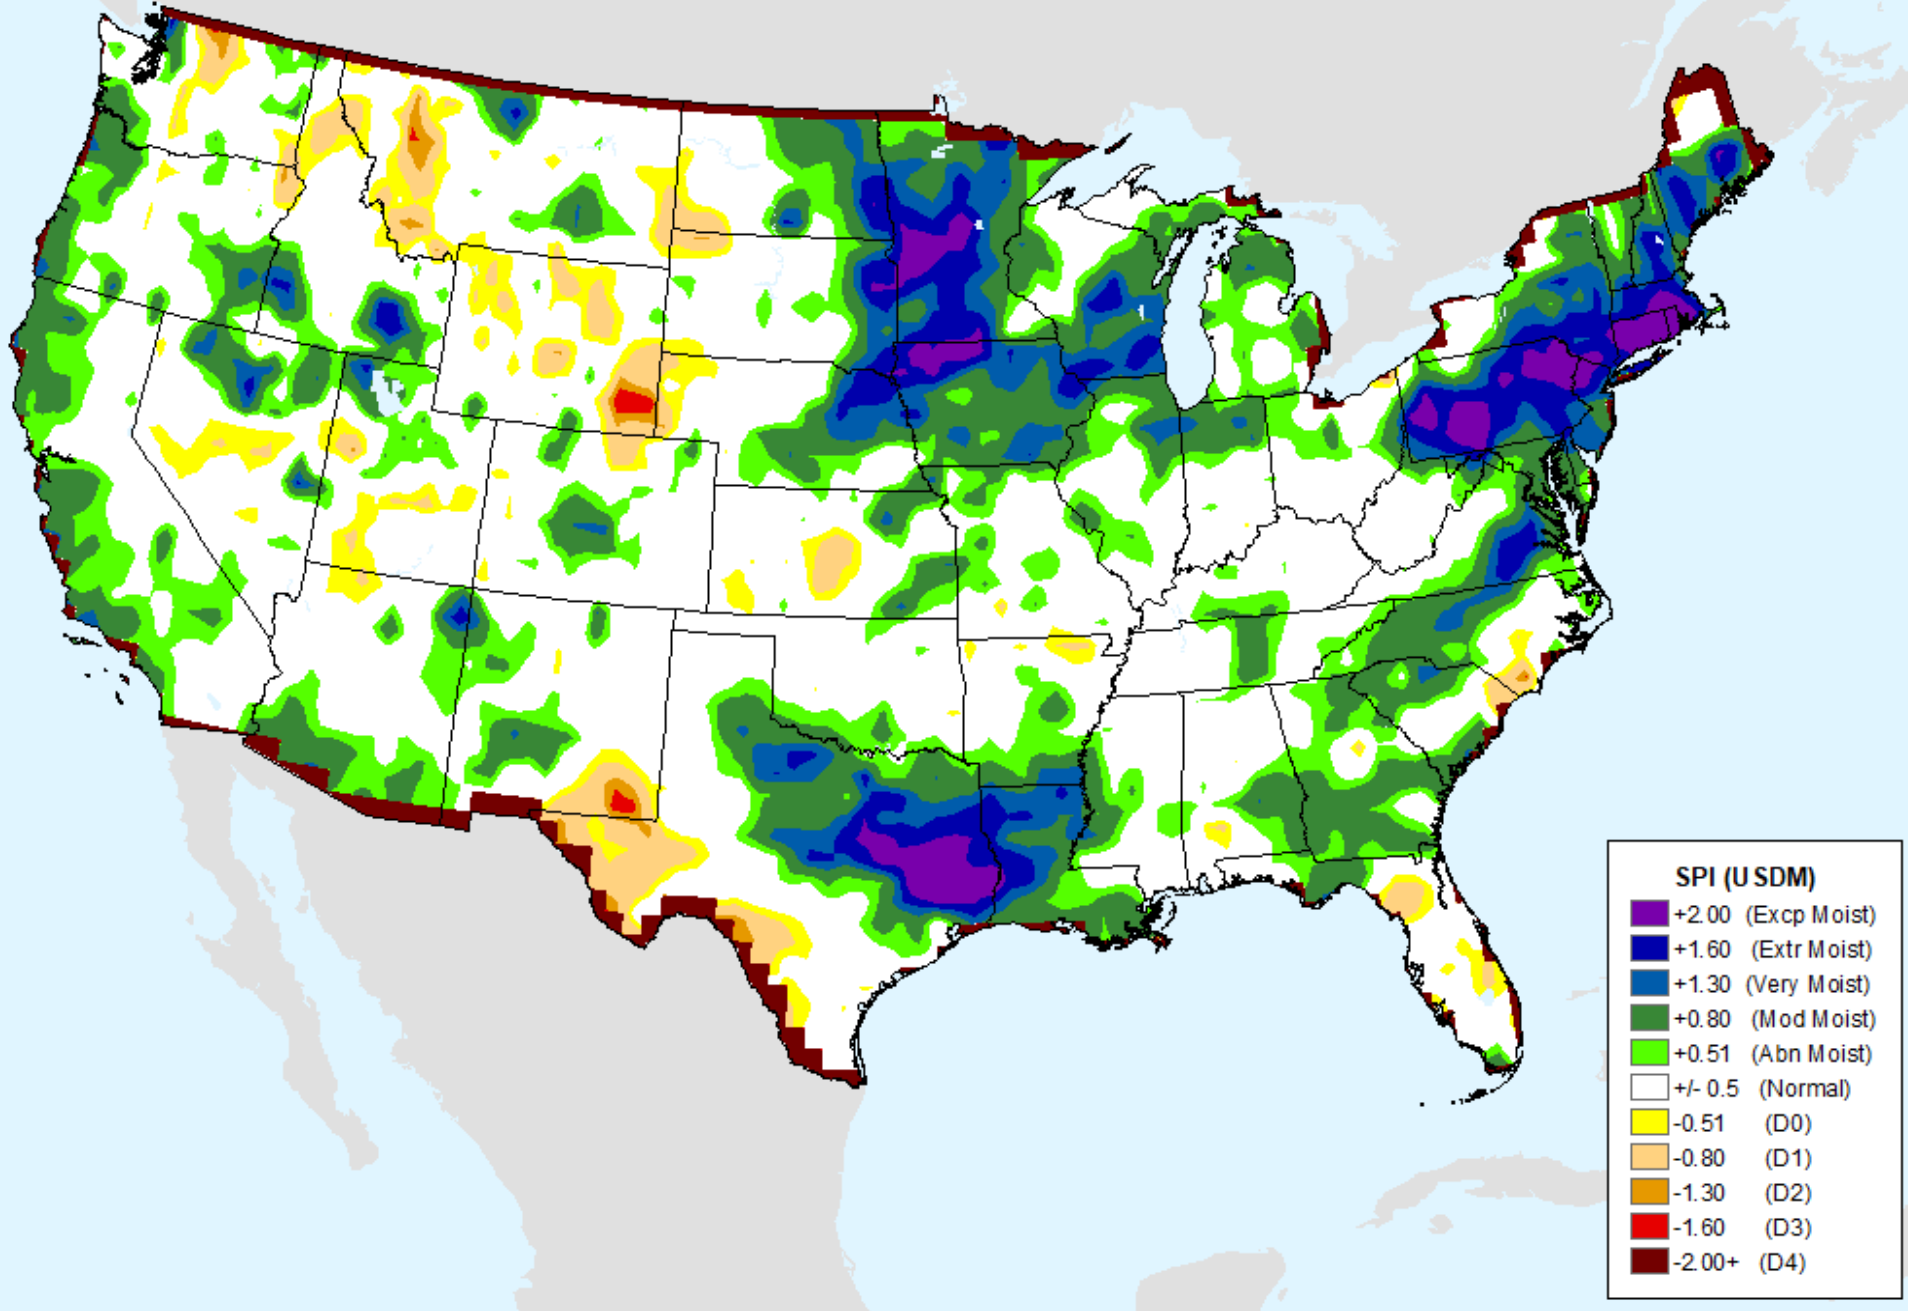 SPI (USDM)
+2.00 (Excp Moist)
+1.60 (Extr Moist)
+1.30 (Very Moist)
+0.80 (Mod Moist)
+0.51 (Abn Moist)
+/- 0.5 (Normal)
-0.51 (D0)
-0.80 (D1)
-1.30 (D2)
-1.60 (D3)
-2.00+ (D4)